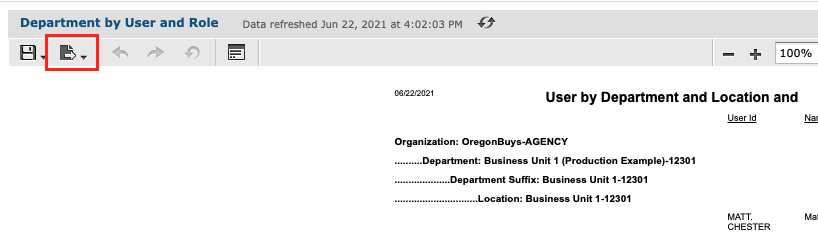 Department by User and Role Data refreshed Jun 22, 2021 at 4:02:03 PM
100%
06/22/2021 User by Department and Location and
User Id
Organization: OregonBuys-AGENCY
..........Department: Business Unit 1 (Production Example)-12301
....................Department Suffix: Business Unit 1-12301
..............................Location: Business Unit 1-12301
MATT.
CHESTER